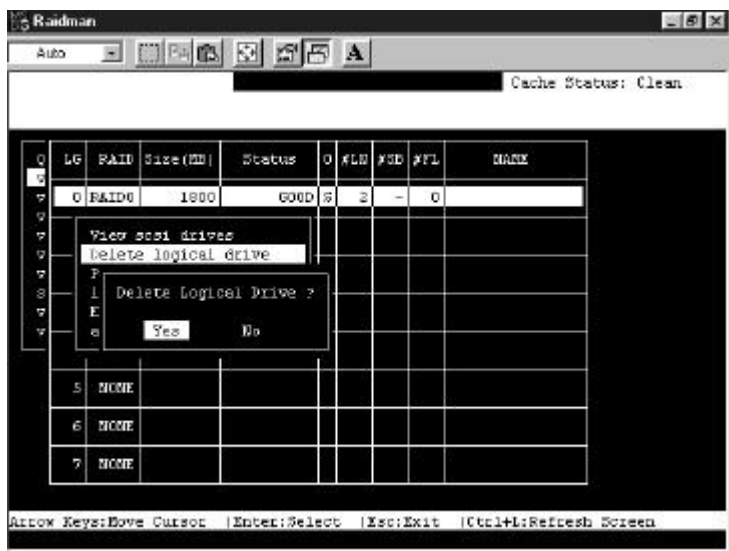 Raidman
Auto
A
Cache Status: Clean
Q LG RAID Size(MB) Status O #LN #SB #FL NAME
v
v 0 RAID0 1800 GOOD S 2 - 0
v
v View scsi drives
v Delete logical drive
v P
s l Delete Logical Drive ?
v E
v a Yes No
5 NONE
6 NONE
7 NONE
Arrow Keys:Move Cursor |Enter:Select |Esc:Exit |Ctrl+L:Refresh Screen